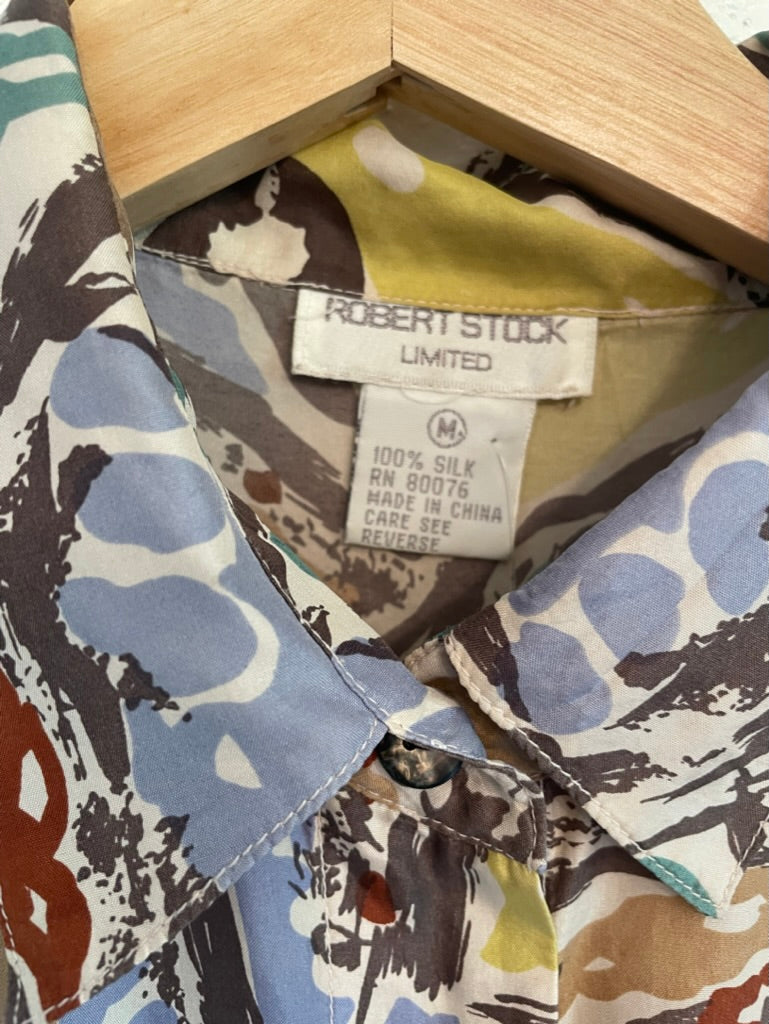 ROBERT STOCK
LIMITED
M
100% SILK
RN 80076
MADE IN CHINA
CARE SEE
REVERSE